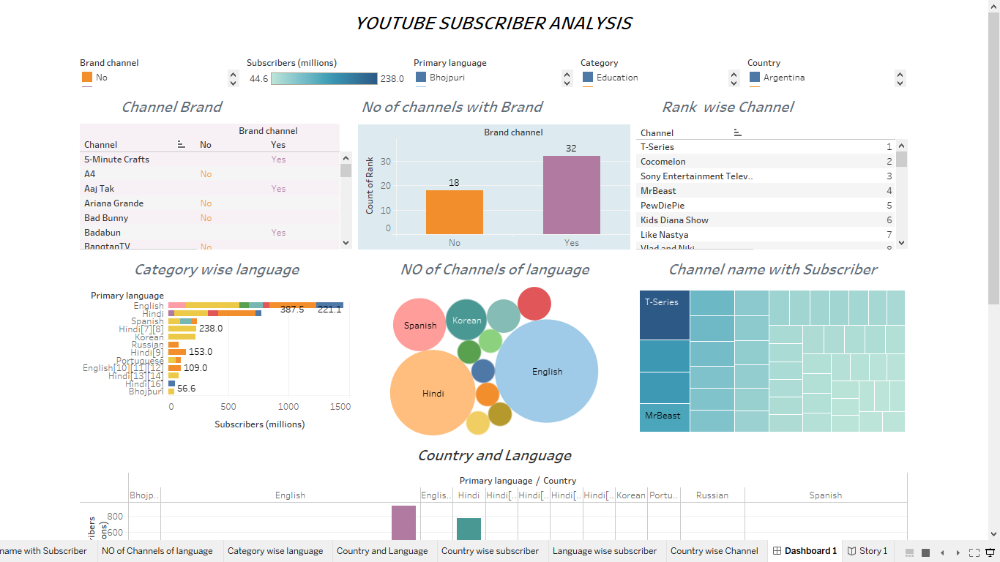 YOUTUBE SUBSCRIBER ANALYSIS
Brand channel
No
Subscribers (millions)
44.6
238.0
Primary language
Bhojpuri
Category
Education
Country
Argentina
Channel Brand
Brand channel
Channel No Yes
5-Minute Crafts Yes
A4 No
Aaj Tak Yes
Ariana Grande No
Bad Bunny No
Badabun Yes
BangtanTV No
No of channels with Brand
Brand channel
Count of Rank
30
20
10
0
18
32
No Yes
Rank wise Channel
Channel
T-Series 1
Cocomelon 2
Sony Entertainment Telev.. 3
MrBeast 4
PewDiePie 5
Kids Diana Show 6
Like Nastya 7
Vlad and Niki 8
Category wise language
Primary language
English
387.5 221.1
Hindi
Spanish
Hindi[7][8] 238.0
Korean
Russian
Hindi[9] 153.0
Portuguese
English[10][11][12] 109.0
Hindi[13][14]
Hindi[16]
Bhojpuri 56.6
0 500 1000 1500
Subscribers (millions)
NO of Channels of language
Spanish
Korean
English
Hindi
Channel name with Subscriber
T-Series
MrBeast
Country and Language
Primary language / Country
Bhojp.. English Englis.. Hindi Hindi[.. Hindi[.. Hindi[.. Hindi[.. Korean Portu.. Russian Spanish
800
600
name with Subscriber NO of Channels of language Category wise language Country and Language Country wise subscriber Language wise subscriber Country wise Channel Dashboard 1 Story 1